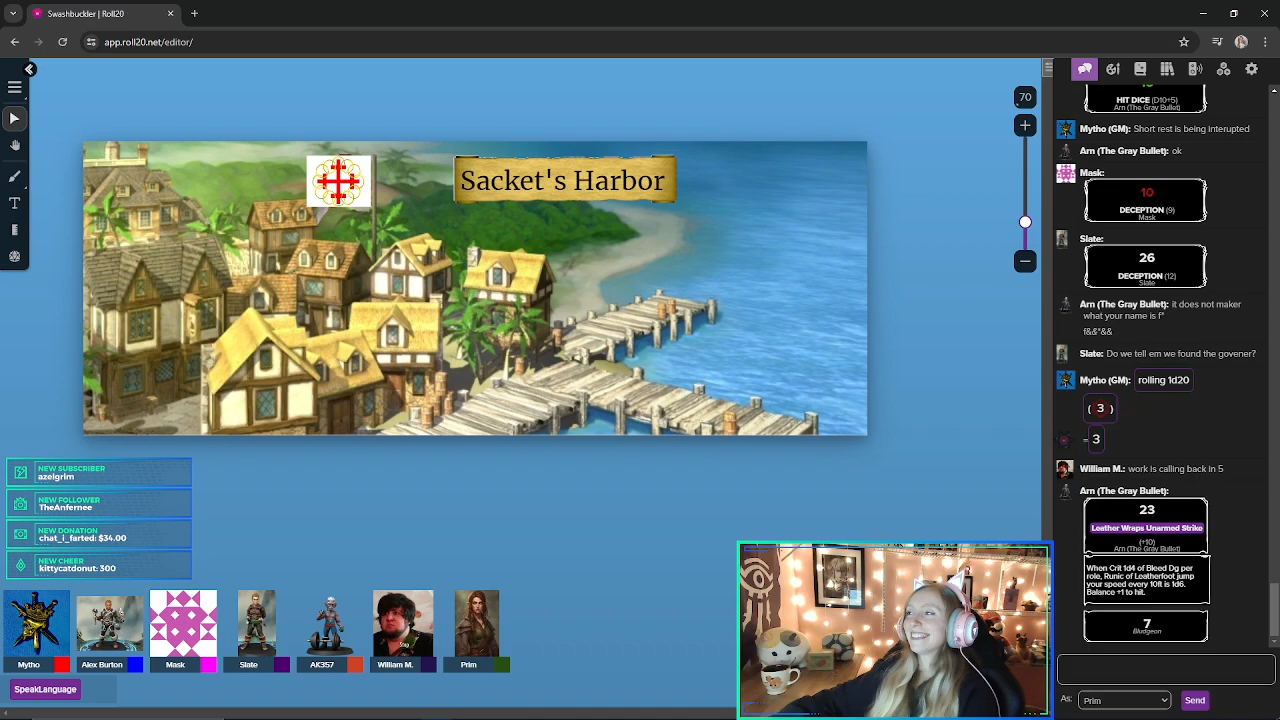 Swashbuckler | Roll20
app.roll20.net/editor/
70
Sacket's Harbor
HIT DICE (D10+5)
Arn (The Gray Bullet)
Mytho (GM): Short rest is being interupted
Arn (The Gray Bullet): ok
Mask:
10
DECEPTION (9)
Mask
Slate:
26
DECEPTION (12)
Slate
Arn (The Gray Bullet): it does not maker
what your name is f*
f&&*&&
Slate: Do we tell em we found the govener?
Mytho (GM): rolling 1d20
( 3 )
=3
William M.: work is calling back in 5
Arn (The Gray Bullet):
23
Leather Wraps Unarmed Strike
(+10)
Arn (The Gray Bullet)
When Crit 1d4 of Bleed Dg per
role, Runic of Leatherfoot jump
your speed every 10ft is 1d6.
Balance +1 to hit.
7
Bludgeon
As: Prim Send
NEW SUBSCRIBER
azelgrim
NEW FOLLOWER
TheAnfernee
NEW DONATION
chat_i_farted: $34.00
NEW CHEER
kittycatdonut: 300
Mytho Alex Burton Mask Slate AK357 William M. Prim
SpeakLanguage